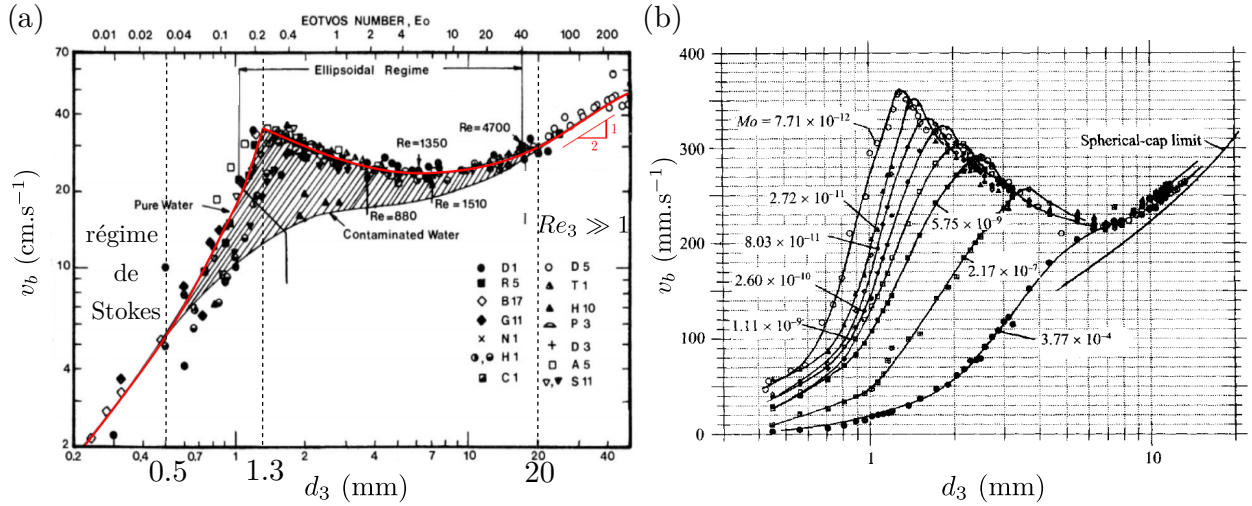 (a)
EOTVOS NUMBER, Eo
0.01 0.02 0.04 0.1 0.2 0.4 1 2 4 10 20 40 100 200
70
40
20
10
4
2
v_b (cm.s⁻¹)
Ellipsoidal Regime
Re=4700
Re=1350
1
2
Pure Water
Re=880
Re=1510
Contaminated Water
régime
de
Stokes
Re₃ ≫ 1
D 1
R 5
B 17
G 11
N 1
H 1
C 1
D 5
T 1
H 10
P 3
D 3
A 5
S 11
0.2 0.4 0,6 1 2 4 6 10 20 40
0.5 1.3 20
d₃ (mm)
(b)
400
300
200
100
0
v_b (mm.s⁻¹)
Mo = 7.71 × 10⁻¹²
Spherical-cap limit
2.72 × 10⁻¹¹
5.75 × 10⁻⁹
8.03 × 10⁻¹¹
2.17 × 10⁻⁷
2.60 × 10⁻¹⁰
1.11 × 10⁻⁹
3.77 × 10⁻⁴
1 2 10
d₃ (mm)